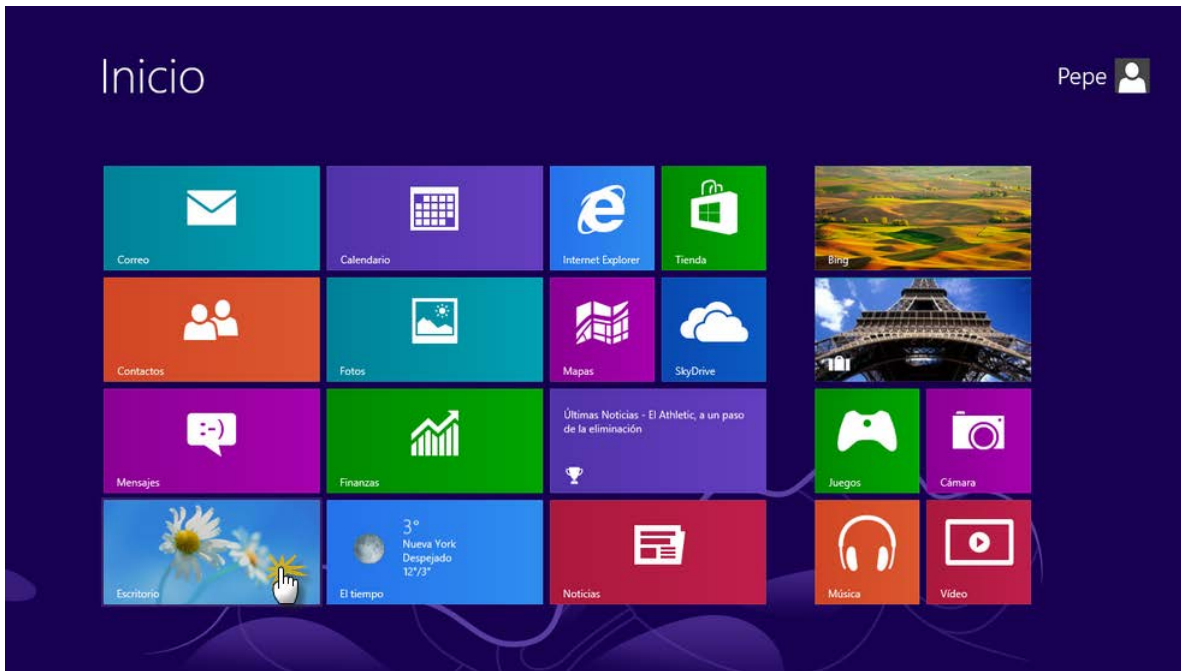 Inicio
Pepe
Correo
Calendario
Internet Explorer
Tienda
Bing
Contactos
Fotos
Mapas
SkyDrive
Mensajes
Finanzas
Últimas Noticias - El Athletic, a un paso
de la eliminación
Juegos
Cámara
Escritorio
3°
Nueva York
Despejado
12°/3°
El tiempo
Noticias
Música
Vídeo